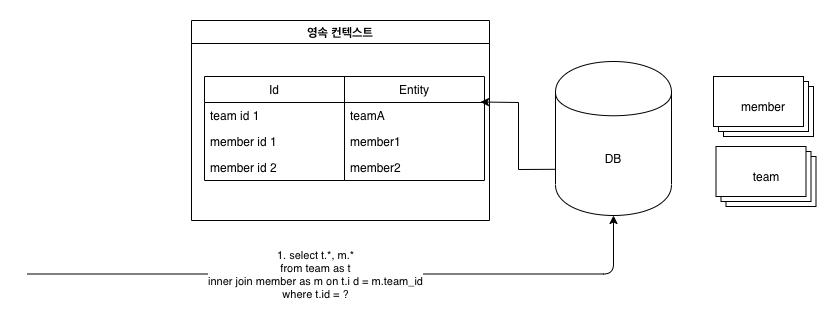 영속 컨텍스트
Id Entity
team id 1 teamA
member id 1 member1
member id 2 member2
DB
member
team
1. select t.*, m.*
from team as t
inner join member as m on t.i d = m.team_id
where t.id = ?